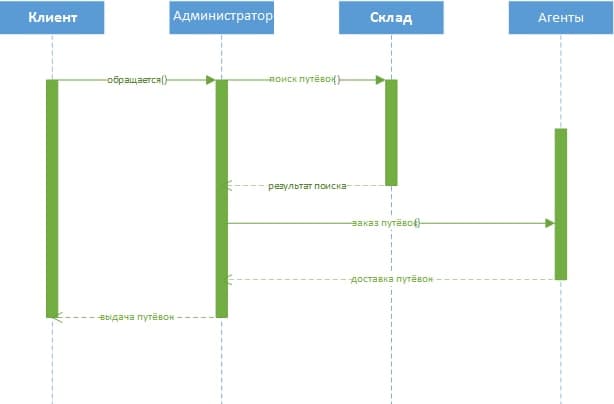 Клиент
Администратор
Склад
Агенты
обращается()
поиск путёвок()
результат поиска
заказ путёвок()
доставка путёвок
выдача путёвок